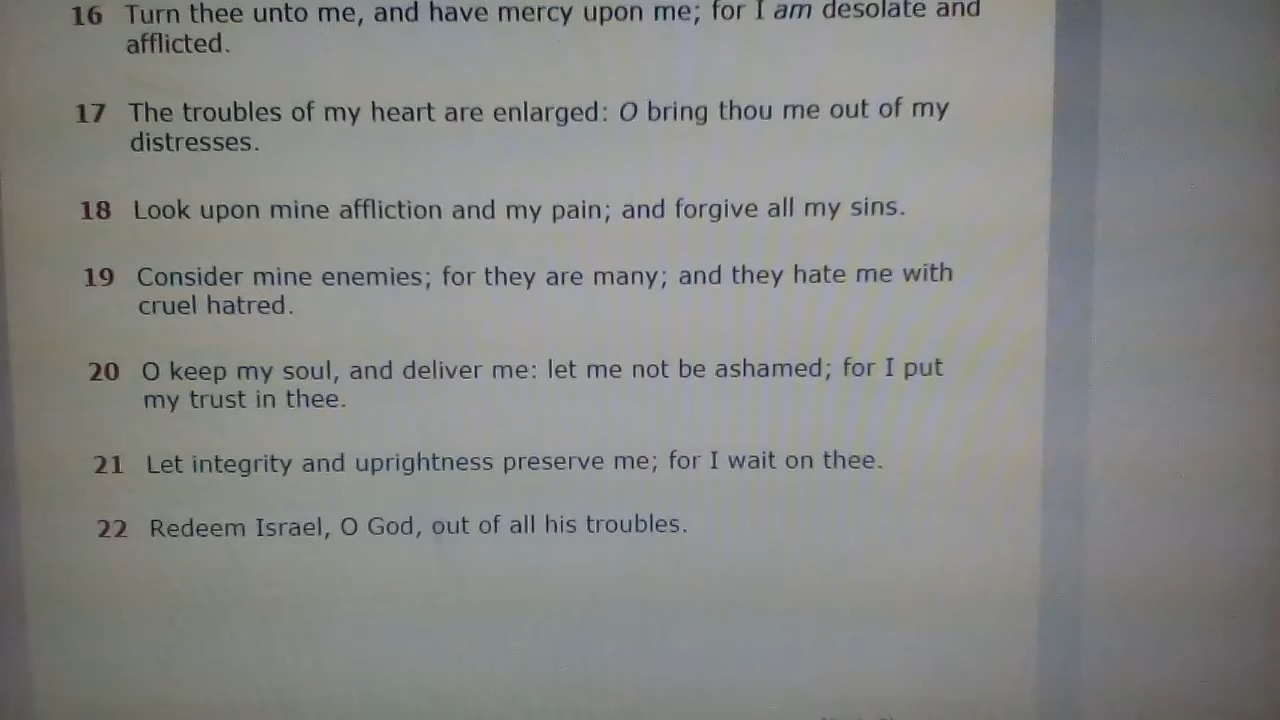 16 Turn thee unto me, and have mercy upon me; for I am desolate and
afflicted.
17 The troubles of my heart are enlarged: O bring thou me out of my
distresses.
18 Look upon mine affliction and my pain; and forgive all my sins.
19 Consider mine enemies; for they are many; and they hate me with
cruel hatred.
20 O keep my soul, and deliver me: let me not be ashamed; for I put
my trust in thee.
21 Let integrity and uprightness preserve me; for I wait on thee.
22 Redeem Israel, O God, out of all his troubles.